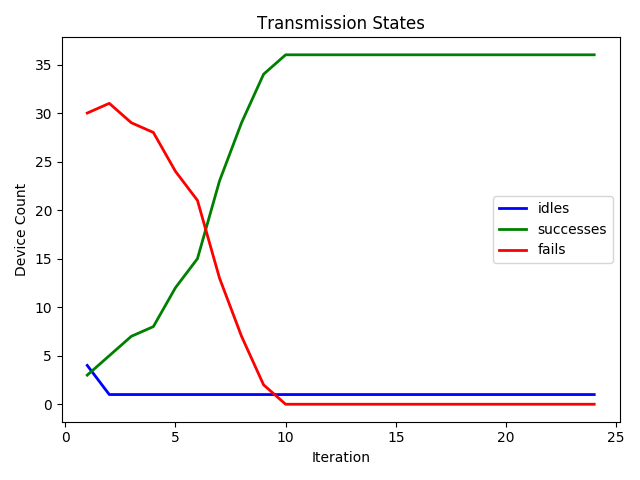 Transmission States
Device Count
35
30
25
20
15
10
5
0
idles
successes
fails
0 5 10 15 20 25
Iteration